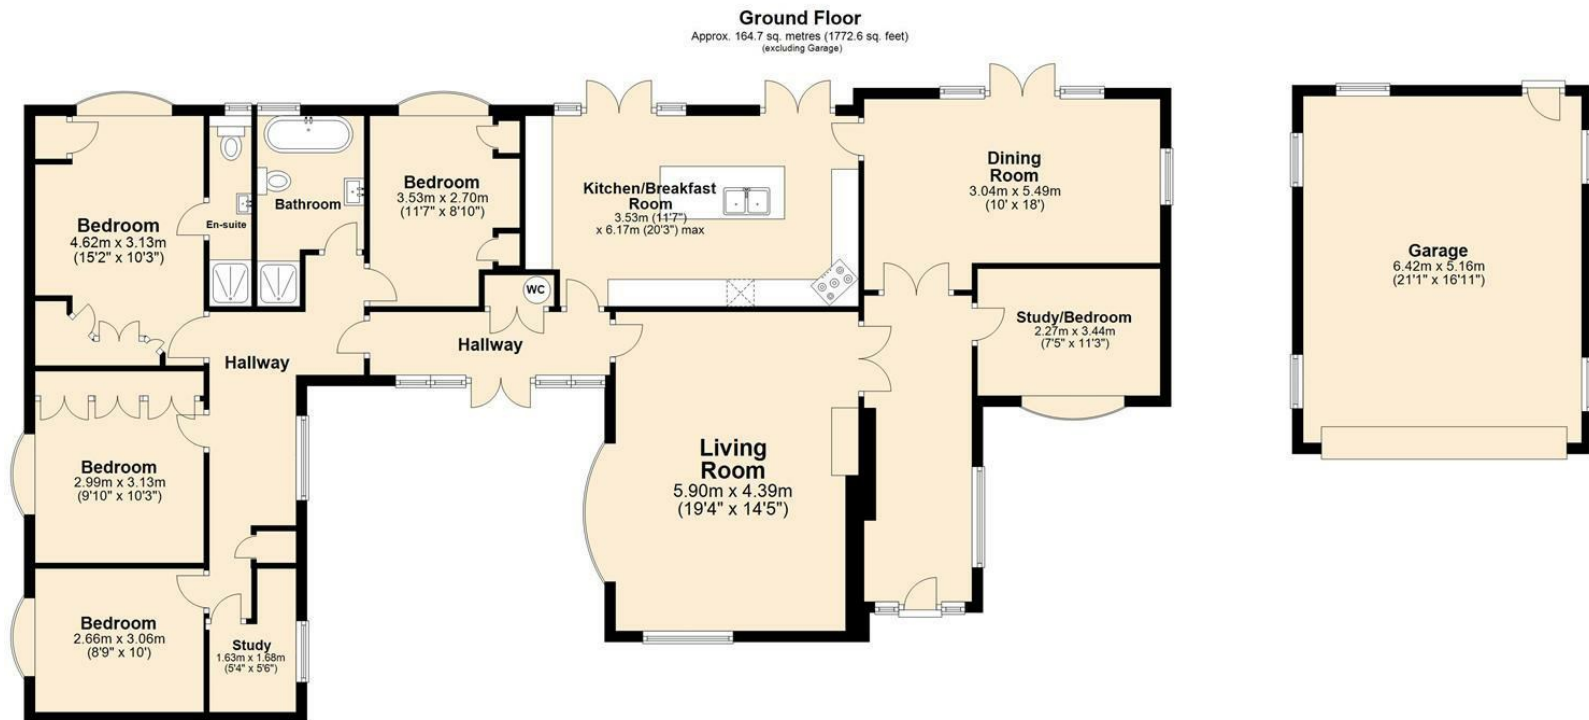 Ground Floor
Approx. 164.7 sq. metres (1772.6 sq. feet)
(excluding Garage)
Bedroom
4.62m x 3.13m
(15'2" x 10'3")
En-suite
Bathroom
Bedroom
3.53m x 2.70m
(11'7" x 8'10")
Kitchen/Breakfast
Room
3.53m (11'7")
x 6.17m (20'3") max
Dining
Room
3.04m x 5.49m
(10' x 18')
Garage
6.42m x 5.16m
(21'1" x 16'11")
WC
Study/Bedroom
2.27m x 3.44m
(7'5" x 11'3")
Hallway
Hallway
Living
Room
5.90m x 4.39m
(19'4" x 14'5")
Bedroom
2.99m x 3.13m
(9'10" x 10'3")
Bedroom
2.66m x 3.06m
(8'9" x 10')
Study
1.63m x 1.68m
(5'4" x 5'6")